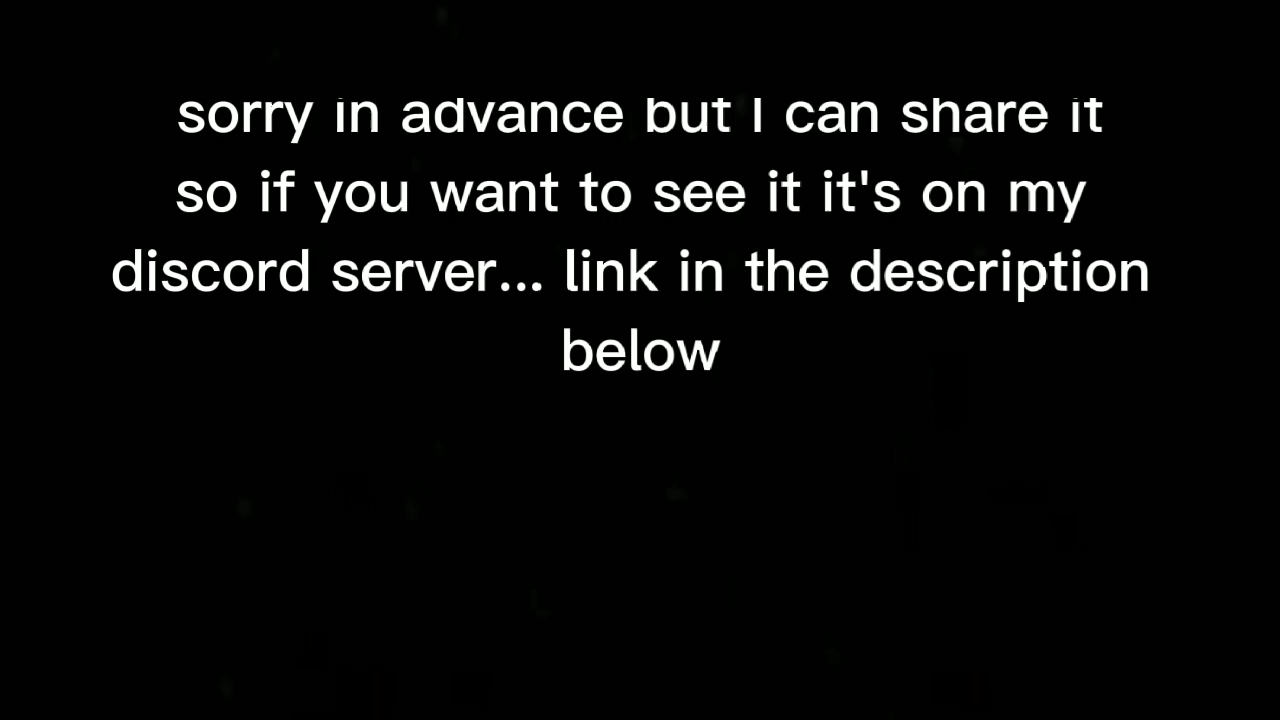 sorry in advance but I can share it
so if you want to see it it's on my
discord server... link in the description
below